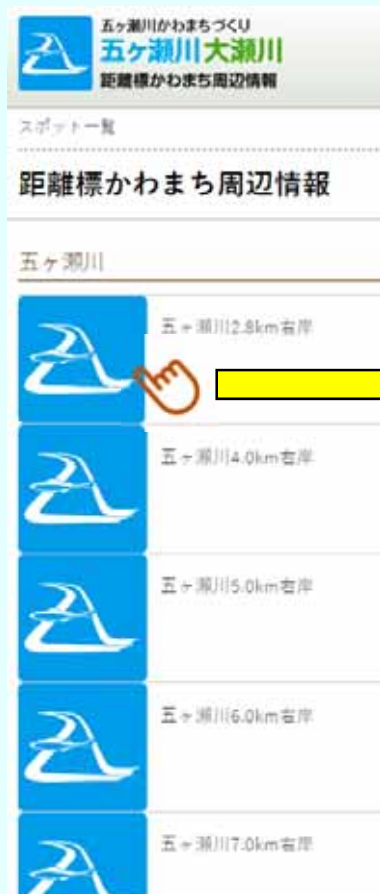 五ヶ瀬川かわまちづくり
五ヶ瀬川 大瀬川
距離標かわまち周辺情報
スポット一覧
距離標かわまち周辺情報
五ヶ瀬川
五ヶ瀬川2.8km右岸
五ヶ瀬川4.0km右岸
五ヶ瀬川5.0km右岸
五ヶ瀬川6.0km右岸
五ヶ瀬川7.0km右岸